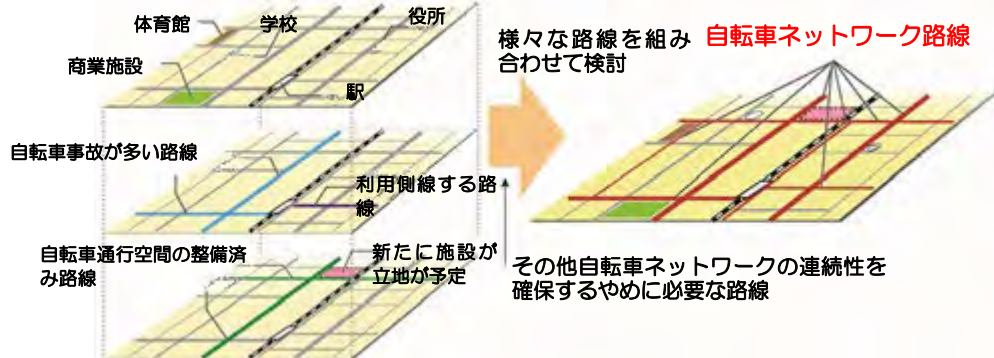 体育館
学校
役所
商業施設
駅
自転車事故が多い路線
利用側線する路
線
自転車通行空間の整備済
み路線
新たに施設が
立地が予定
様々な路線を組み
合わせて検討
自転車ネットワーク路線
その他自転車ネットワークの連続性を
確保するやめに必要な路線